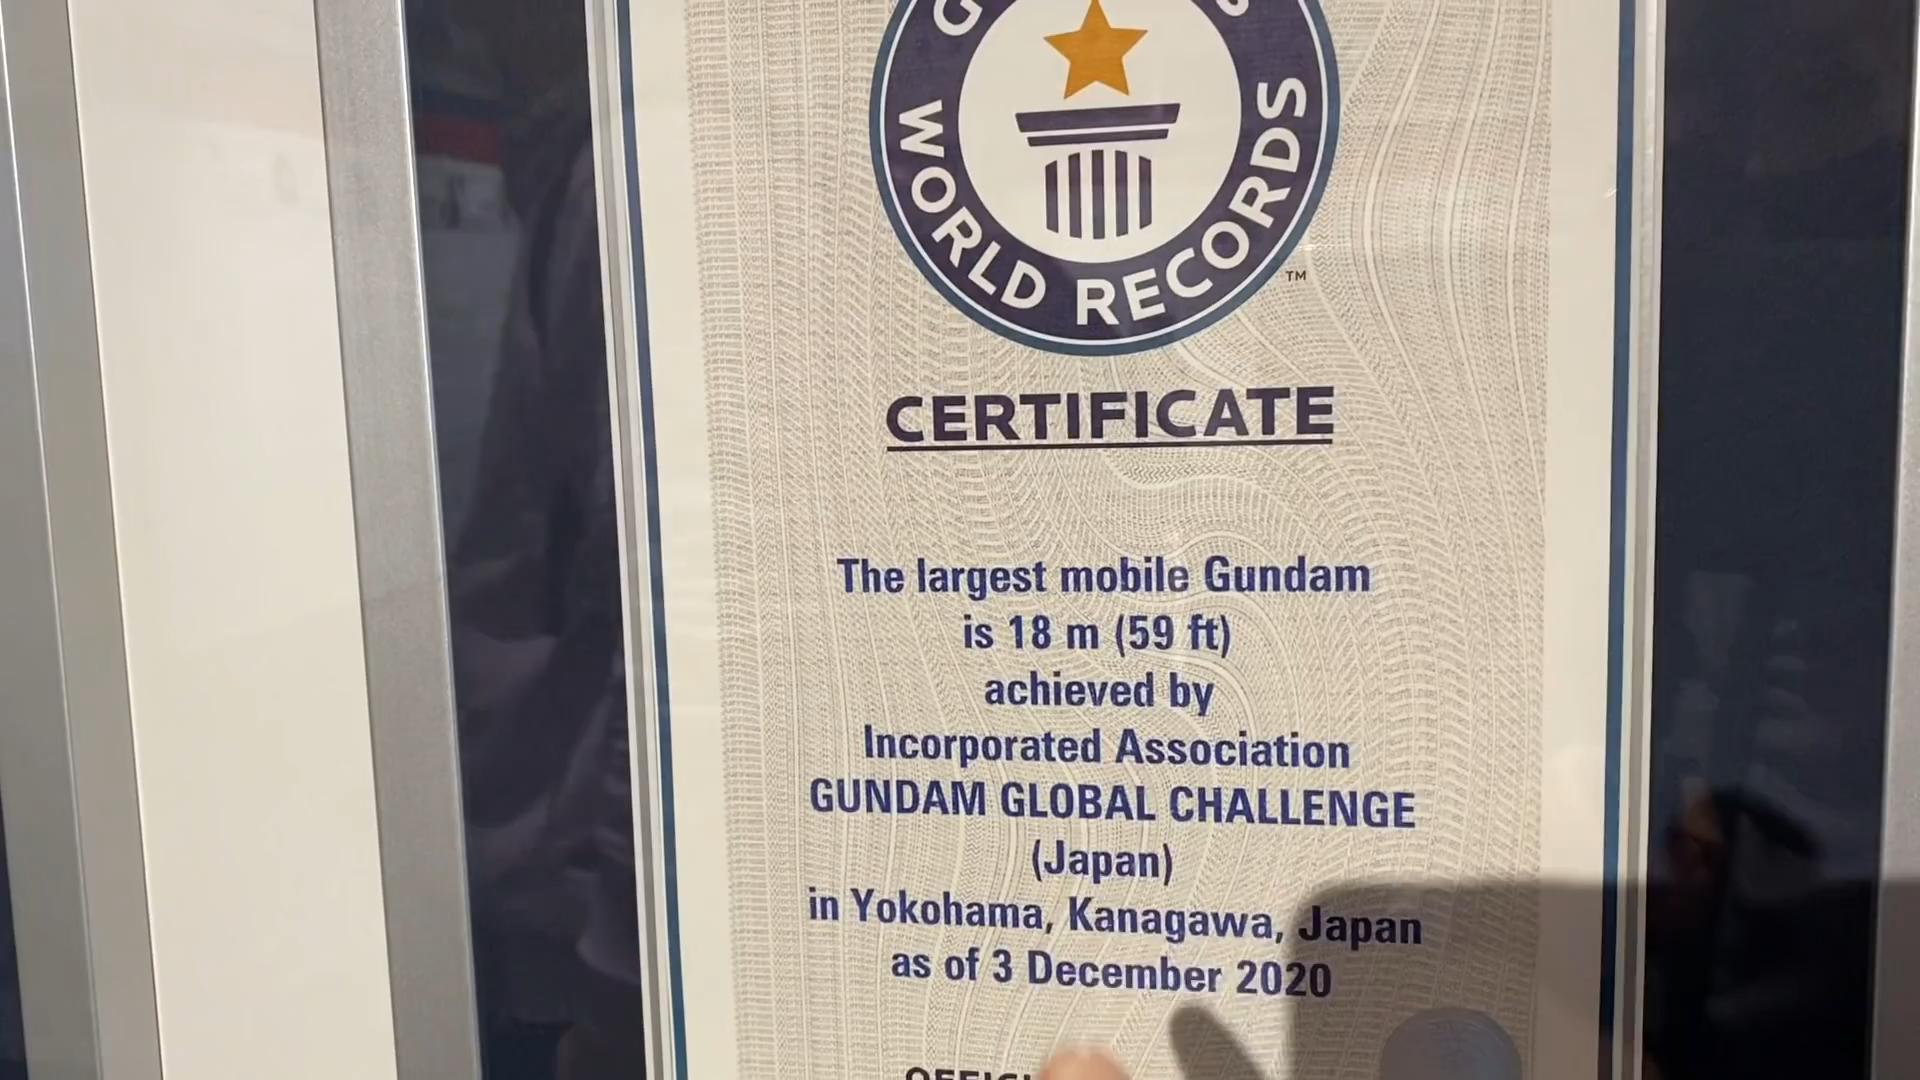 WORLD RECORDS
TM
CERTIFICATE
The largest mobile Gundam
is 18 m (59 ft)
achieved by
Incorporated Association
GUNDAM GLOBAL CHALLENGE
(Japan)
in Yokohama, Kanagawa, Japan
as of 3 December 2020